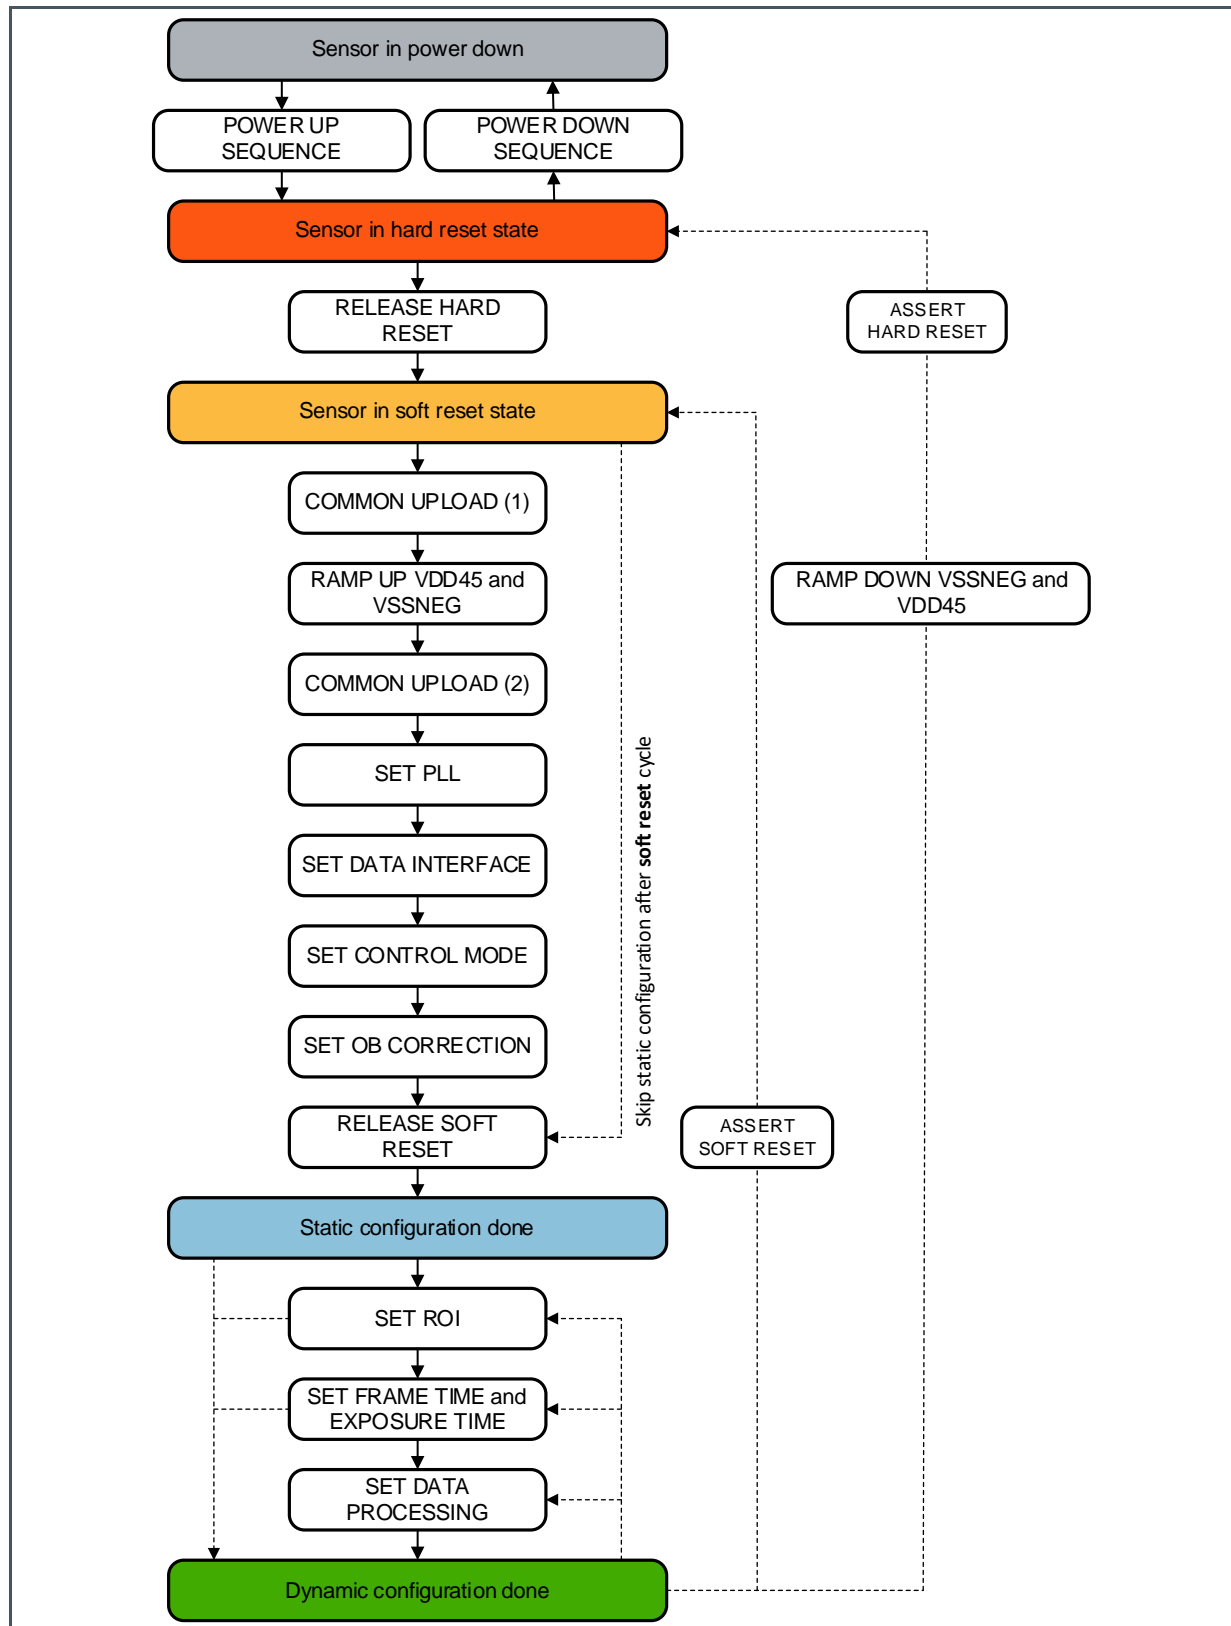 Sensor in power down
POWER UP
SEQUENCE
POWER DOWN
SEQUENCE
Sensor in hard reset state
RELEASE HARD
RESET
ASSERT
HARD RESET
Sensor in soft reset state
COMMON UPLOAD (1)
RAMP UP VDD45 and
VSSNEG
RAMP DOWN VSSNEG and
VDD45
COMMON UPLOAD (2)
SET PLL
SET DATA INTERFACE
SET CONTROL MODE
SET OB CORRECTION
Skip static configuration after soft reset cycle
RELEASE SOFT
RESET
ASSERT
SOFT RESET
Static configuration done
SET ROI
SET FRAME TIME and
EXPOSURE TIME
SET DATA
PROCESSING
Dynamic configuration done